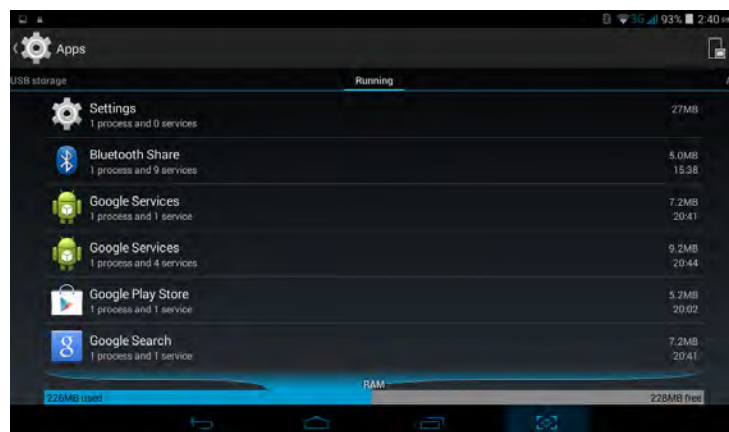 3G 93% 2:40
Apps
USB storage
Running
Settings
27MB
1 process and 0 services
Bluetooth Share
5.0MB
1 process and 9 services
15:38
Google Services
7.2MB
1 process and 1 service
20:41
Google Services
9.2MB
1 process and 4 services
20:44
Google Play Store
5.2MB
1 process and 1 service
20:02
Google Search
7.2MB
1 process and 1 service
20:41
RAM
226MB used
228MB free